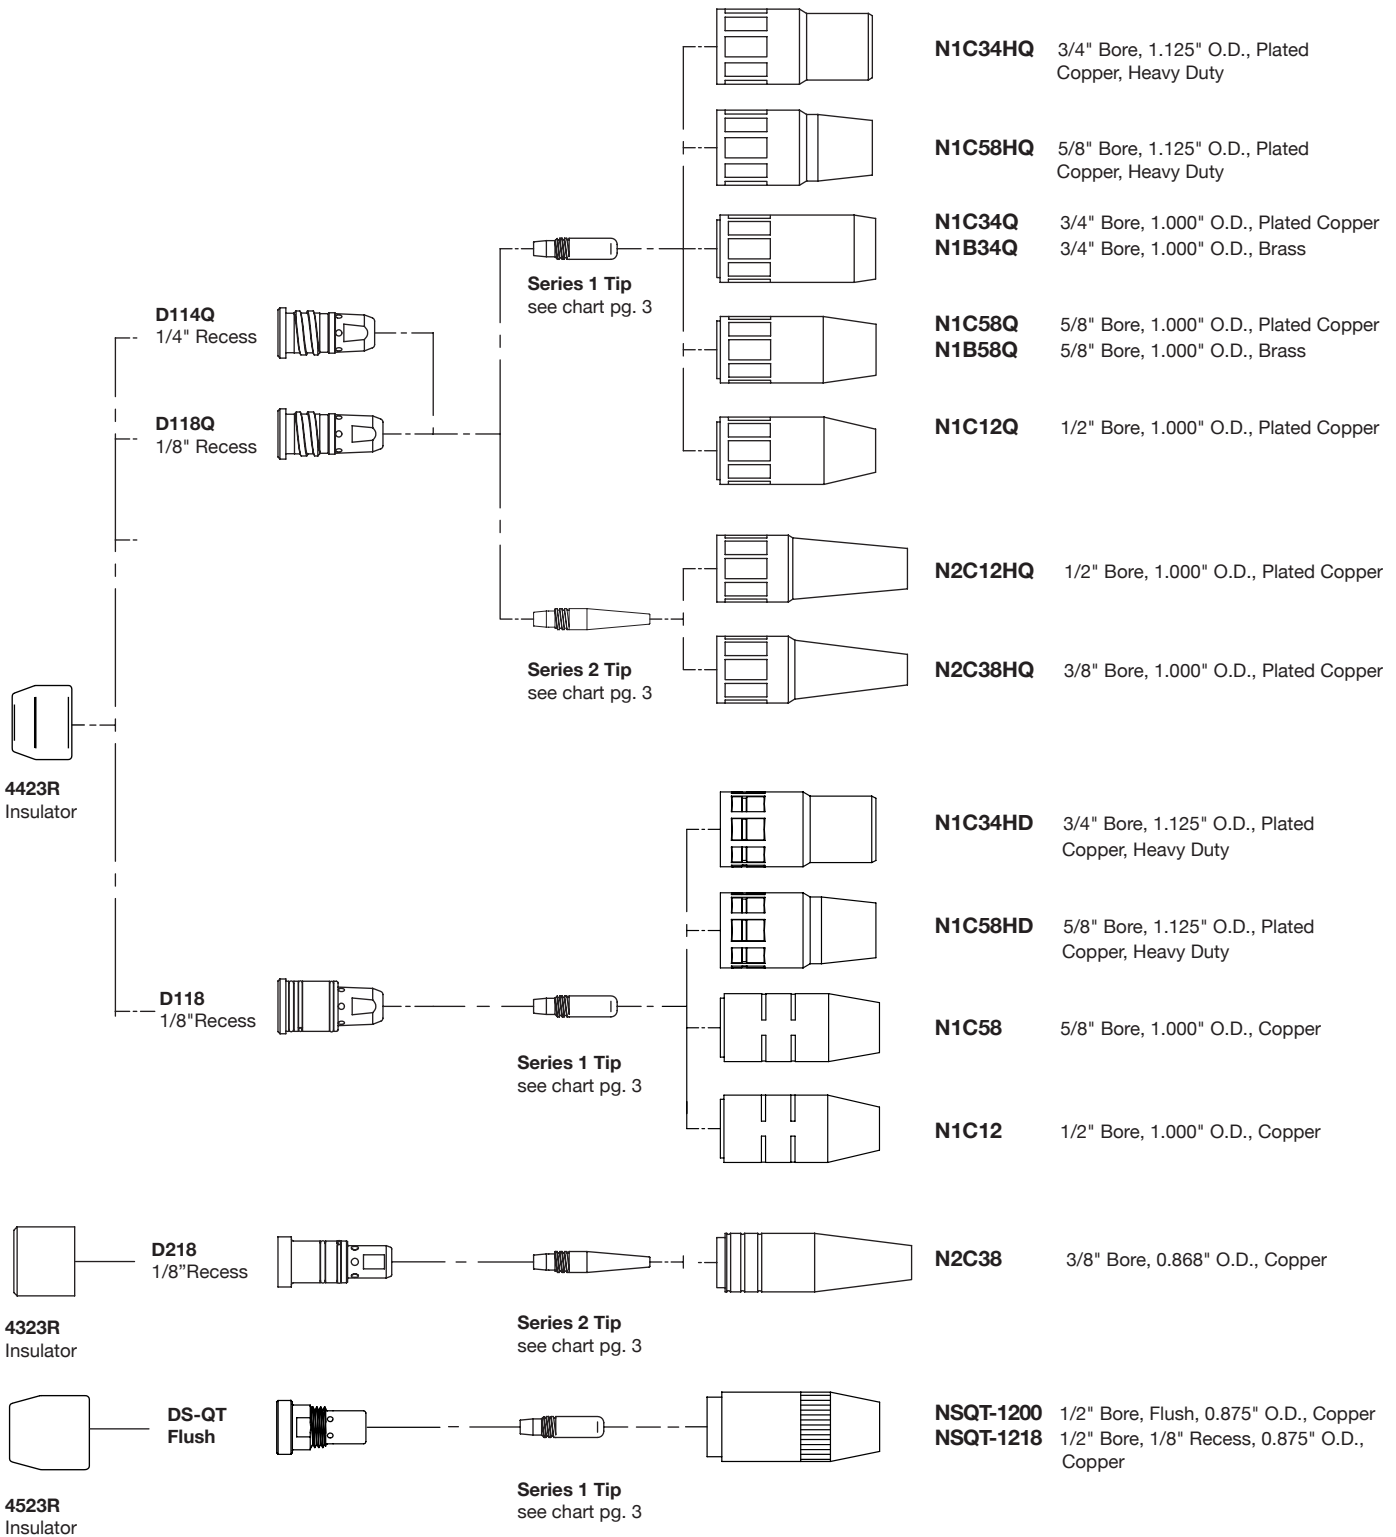 N1C34HQ 3/4" Bore, 1.125" O.D., Plated
Copper, Heavy Duty
N1C58HQ 5/8" Bore, 1.125" O.D., Plated
Copper, Heavy Duty
N1C34Q 3/4" Bore, 1.000" O.D., Plated Copper
N1B34Q 3/4" Bore, 1.000" O.D., Brass
Series 1 Tip
see chart pg. 3
D114Q
1/4" Recess
N1C58Q 5/8" Bore, 1.000" O.D., Plated Copper
N1B58Q 5/8" Bore, 1.000" O.D., Brass
D118Q
1/8" Recess
N1C12Q 1/2" Bore, 1.000" O.D., Plated Copper
N2C12HQ 1/2" Bore, 1.000" O.D., Plated Copper
Series 2 Tip
see chart pg. 3
N2C38HQ 3/8" Bore, 1.000" O.D., Plated Copper
4423R
Insulator
N1C34HD 3/4" Bore, 1.125" O.D., Plated
Copper, Heavy Duty
N1C58HD 5/8" Bore, 1.125" O.D., Plated
Copper, Heavy Duty
D118
1/8"Recess
N1C58 5/8" Bore, 1.000" O.D., Copper
Series 1 Tip
see chart pg. 3
N1C12 1/2" Bore, 1.000" O.D., Copper
D218
1/8”Recess
N2C38 3/8" Bore, 0.868" O.D., Copper
4323R
Insulator
Series 2 Tip
see chart pg. 3
DS-QT
Flush
NSQT-1200 1/2" Bore, Flush, 0.875" O.D., Copper
NSQT-1218 1/2" Bore, 1/8" Recess, 0.875" O.D.,
Copper
4523R
Insulator
Series 1 Tip
see chart pg. 3